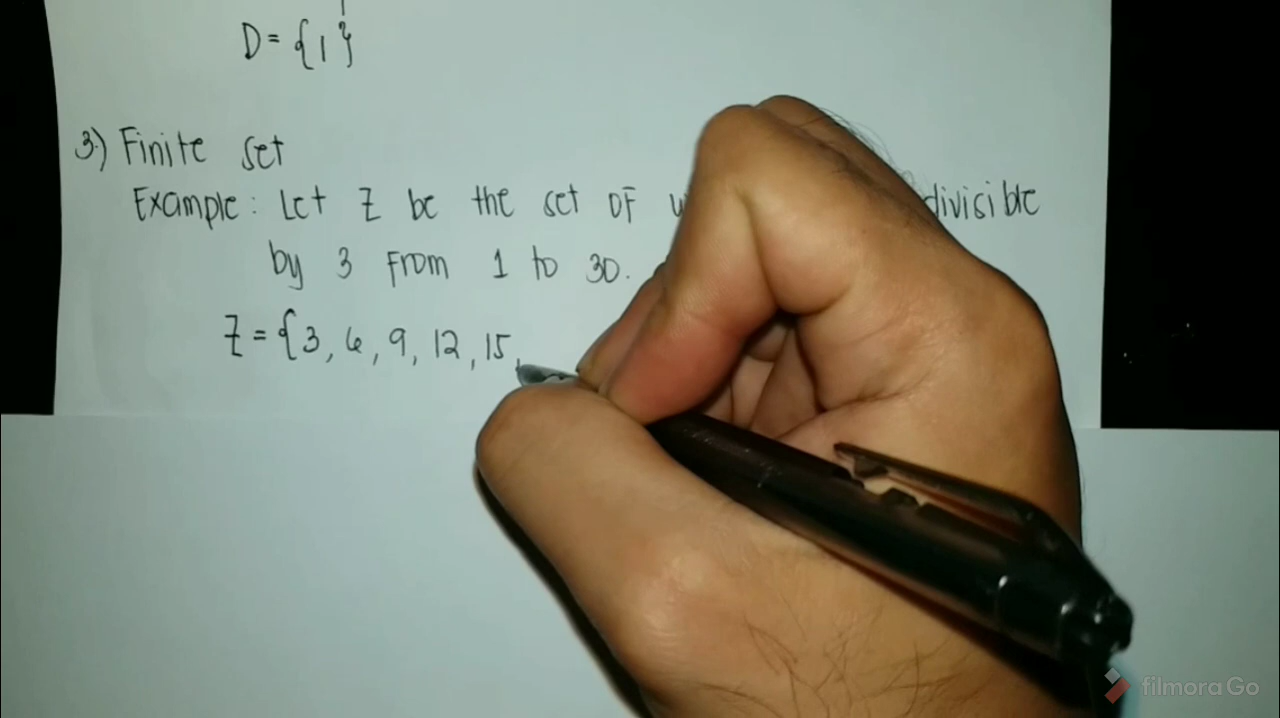 D = {1}
3.) Finite set
Example: Let Z be the set of divisible
by 3 from 1 to 30.
Z = {3, 6, 9, 12, 15,
filmora Go